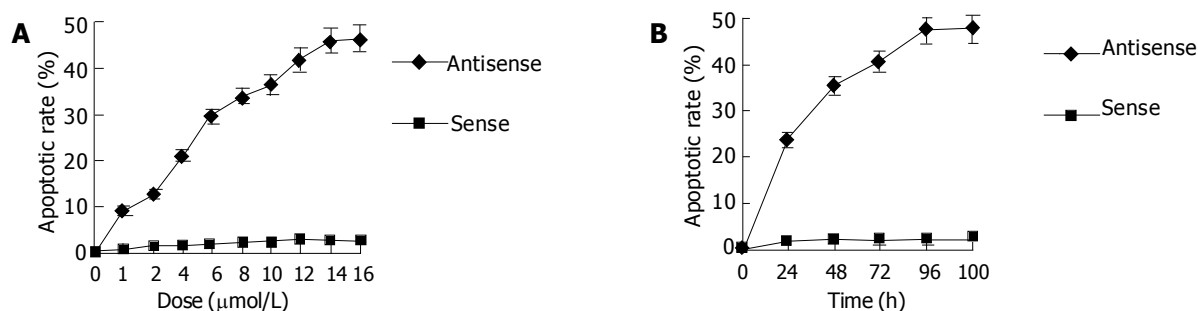 A
Apoptotic rate (%)
50
40
30
20
10
0
0 1 2 4 6 8 10 12 14 16
Dose (μmol/L)
Antisense
Sense
B
Apoptotic rate (%)
50
40
30
20
10
0
0 24 48 72 96 100
Time (h)
Antisense
Sense